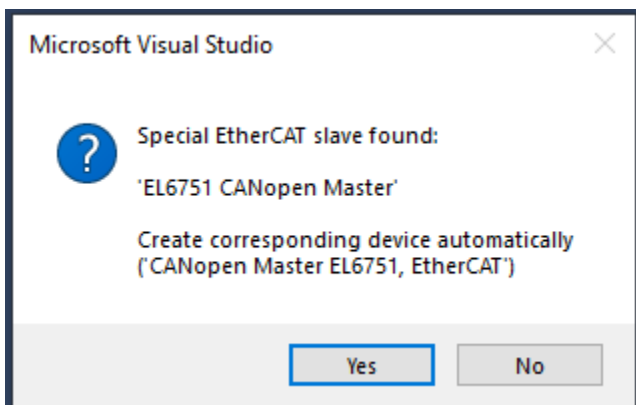 Microsoft Visual Studio
Special EtherCAT slave found:
'EL6751 CANopen Master'
Create corresponding device automatically
('CANopen Master EL6751, EtherCAT')
Yes
No